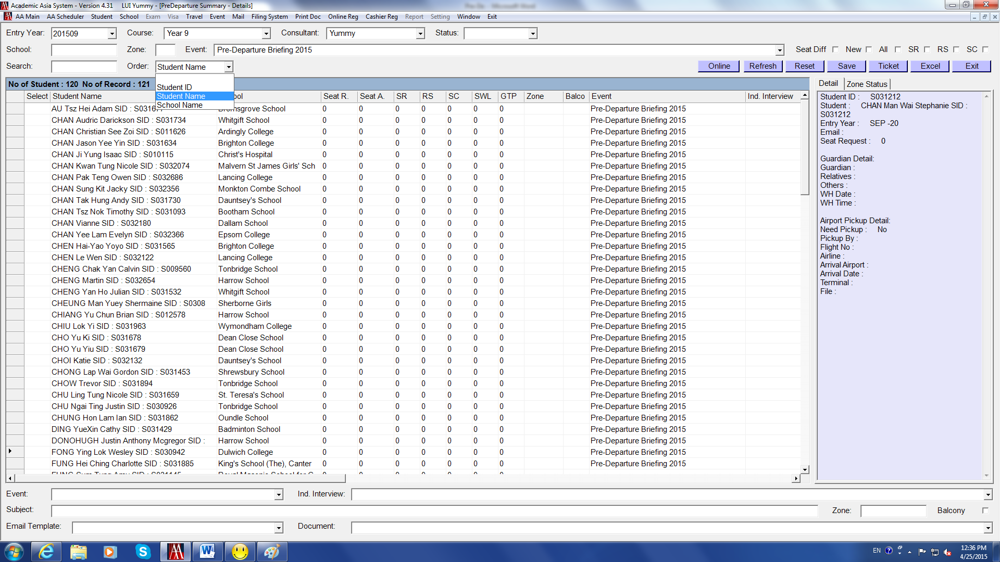 Academic Asia System - Version 4.31 LUI Yummy - [PreDeparture Summary - Details]
AA Main AA Scheduler Student School Exam Visa Travel Event Mail Filing System Print Doc Online Reg Cashier Reg Report Setting Window Exit
Entry Year: 201509 Course: Year 9 Consultant: Yummy Status:
School: Zone: Event: Pre-Departure Briefing 2015 Seat Diff New All SR RS SC
Search: Order: Student Name Online Refresh Reset Save Ticket Excel Exit
No of Student : 120 No of Record : 121
Student ID
Student Name
School Name
Select Student Name Seat R. Seat A. SR RS SC SWL GTP Zone Balco Event Ind. Interview
AU Tsz Hei Adam SID : Bromsgrove School 0 0 0 0 0 0 0 Pre-Departure Briefing 2015
CHAN Audric Darickson SID : S031734 Whitgift School 0 0 0 0 0 0 0 Pre-Departure Briefing 2015
CHAN Christian See Zoi SID : S011626 Ardingly College 0 0 0 0 0 0 0 Pre-Departure Briefing 2015
CHAN Jason Yee Yin SID : S031634 Brighton College 0 0 0 0 0 0 0 Pre-Departure Briefing 2015
CHAN Ji Yung Isaac SID : S010115 Christ's Hospital 0 0 0 0 0 0 0 Pre-Departure Briefing 2015
CHAN Kwan Tung Nicole SID : S032074 Malvern St James Girls' Sch 0 0 0 0 0 0 0 Pre-Departure Briefing 2015
CHAN Pak Teng Owen SID : S032686 Lancing College 0 0 0 0 0 0 0 Pre-Departure Briefing 2015
CHAN Sung Kit Jacky SID : S032356 Monkton Combe School 0 0 0 0 0 0 0 Pre-Departure Briefing 2015
CHAN Tak Hung Andy SID : S031730 Dauntsey's School 0 0 0 0 0 0 0 Pre-Departure Briefing 2015
CHAN Tsz Nok Timothy SID : S031093 Bootham School 0 0 0 0 0 0 0 Pre-Departure Briefing 2015
CHAN Vianne SID : S032180 Dallam School 0 0 0 0 0 0 0 Pre-Departure Briefing 2015
CHAN Yee Lam Evelyn SID : S032366 Epsom College 0 0 0 0 0 0 0 Pre-Departure Briefing 2015
CHEN Hai-Yao Yoyo SID : S031565 Brighton College 0 0 0 0 0 0 0 Pre-Departure Briefing 2015
CHEN Le Wen SID : S032122 Lancing College 0 0 0 0 0 0 0 Pre-Departure Briefing 2015
CHENG Chak Yan Calvin SID : S009560 Tonbridge School 0 0 0 0 0 0 0 Pre-Departure Briefing 2015
CHENG Martin SID : S032654 Harrow School 0 0 0 0 0 0 0 Pre-Departure Briefing 2015
CHENG Yan Ho Julian SID : S031532 Whitgift School 0 0 0 0 0 0 0 Pre-Departure Briefing 2015
CHEUNG Man Yuey Shermaine SID : S0308 Sherborne Girls 0 0 0 0 0 0 0 Pre-Departure Briefing 2015
CHIANG Yu Chun Brian SID : S012578 Harrow School 0 0 0 0 0 0 0 Pre-Departure Briefing 2015
CHIU Lok Yi SID : S031963 Wymondham College 0 0 0 0 0 0 0 Pre-Departure Briefing 2015
CHO Yu Ki SID : S031678 Dean Close School 0 0 0 0 0 0 0 Pre-Departure Briefing 2015
CHO Yu Yiu SID : S031679 Dean Close School 0 0 0 0 0 0 0 Pre-Departure Briefing 2015
CHOI Katie SID : S032132 Dauntsey's School 0 0 0 0 0 0 0 Pre-Departure Briefing 2015
CHONG Lap Wai Gordon SID : S031453 Shrewsbury School 0 0 0 0 0 0 0 Pre-Departure Briefing 2015
CHOW Trevor SID : S031894 Tonbridge School 0 0 0 0 0 0 0 Pre-Departure Briefing 2015
CHU Ling Tung Nicole SID : S031659 St. Teresa's School 0 0 0 0 0 0 0 Pre-Departure Briefing 2015
CHU Ngai Ting Justin SID : S030926 Tonbridge School 0 0 0 0 0 0 0 Pre-Departure Briefing 2015
CHUNG Hon Lam Ian SID : S031862 Oundle School 0 0 0 0 0 0 0 Pre-Departure Briefing 2015
DING YueXin Cathy SID : S031429 Badminton School 0 0 0 0 0 0 0 Pre-Departure Briefing 2015
DONOHUGH Justin Anthony Mcgregor SID : Harrow School 0 0 0 0 0 0 0 Pre-Departure Briefing 2015
FONG Ying Lok Wesley SID : S030942 Dulwich College 0 0 0 0 0 0 0 Pre-Departure Briefing 2015
FUNG Hei Ching Charlotte SID : S031885 King's School (The), Canter 0 0 0 0 0 0 0 Pre-Departure Briefing 2015
Detail Zone Status
Student ID : S031212
Student : CHAN Man Wai Stephanie SID :
S031212
Entry Year : SEP -20
Email :
Seat Request : 0
Guardian Detail:
Guardian :
Relatives :
Others :
WH Date :
WH Time :
Airport Pickup Detail:
Need Pickup : No
Pickup By :
Flight No :
Airline :
Arrival Airport :
Arrival Date :
Terminal :
File :
Event: Ind. Interview:
Subject: Zone: Balcony
Email Template: Document:
EN 12:36 PM
4/25/2015